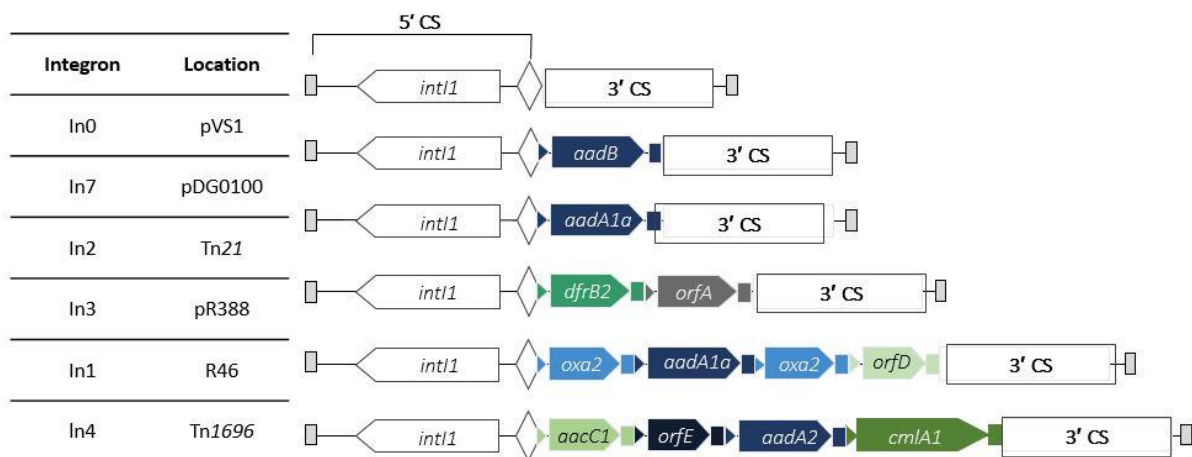 5′ CS
Integron Location
intI1 3′ CS
In0 pVS1
intI1 aadB 3′ CS
In7 pDG0100
intI1 aadA1a 3′ CS
In2 Tn21
intI1 dfrB2 orfA 3′ CS
In3 pR388
intI1 oxa2 aadA1a oxa2 orfD 3′ CS
In1 R46
intI1 aacC1 orfE aadA2 cmlA1 3′ CS
In4 Tn1696